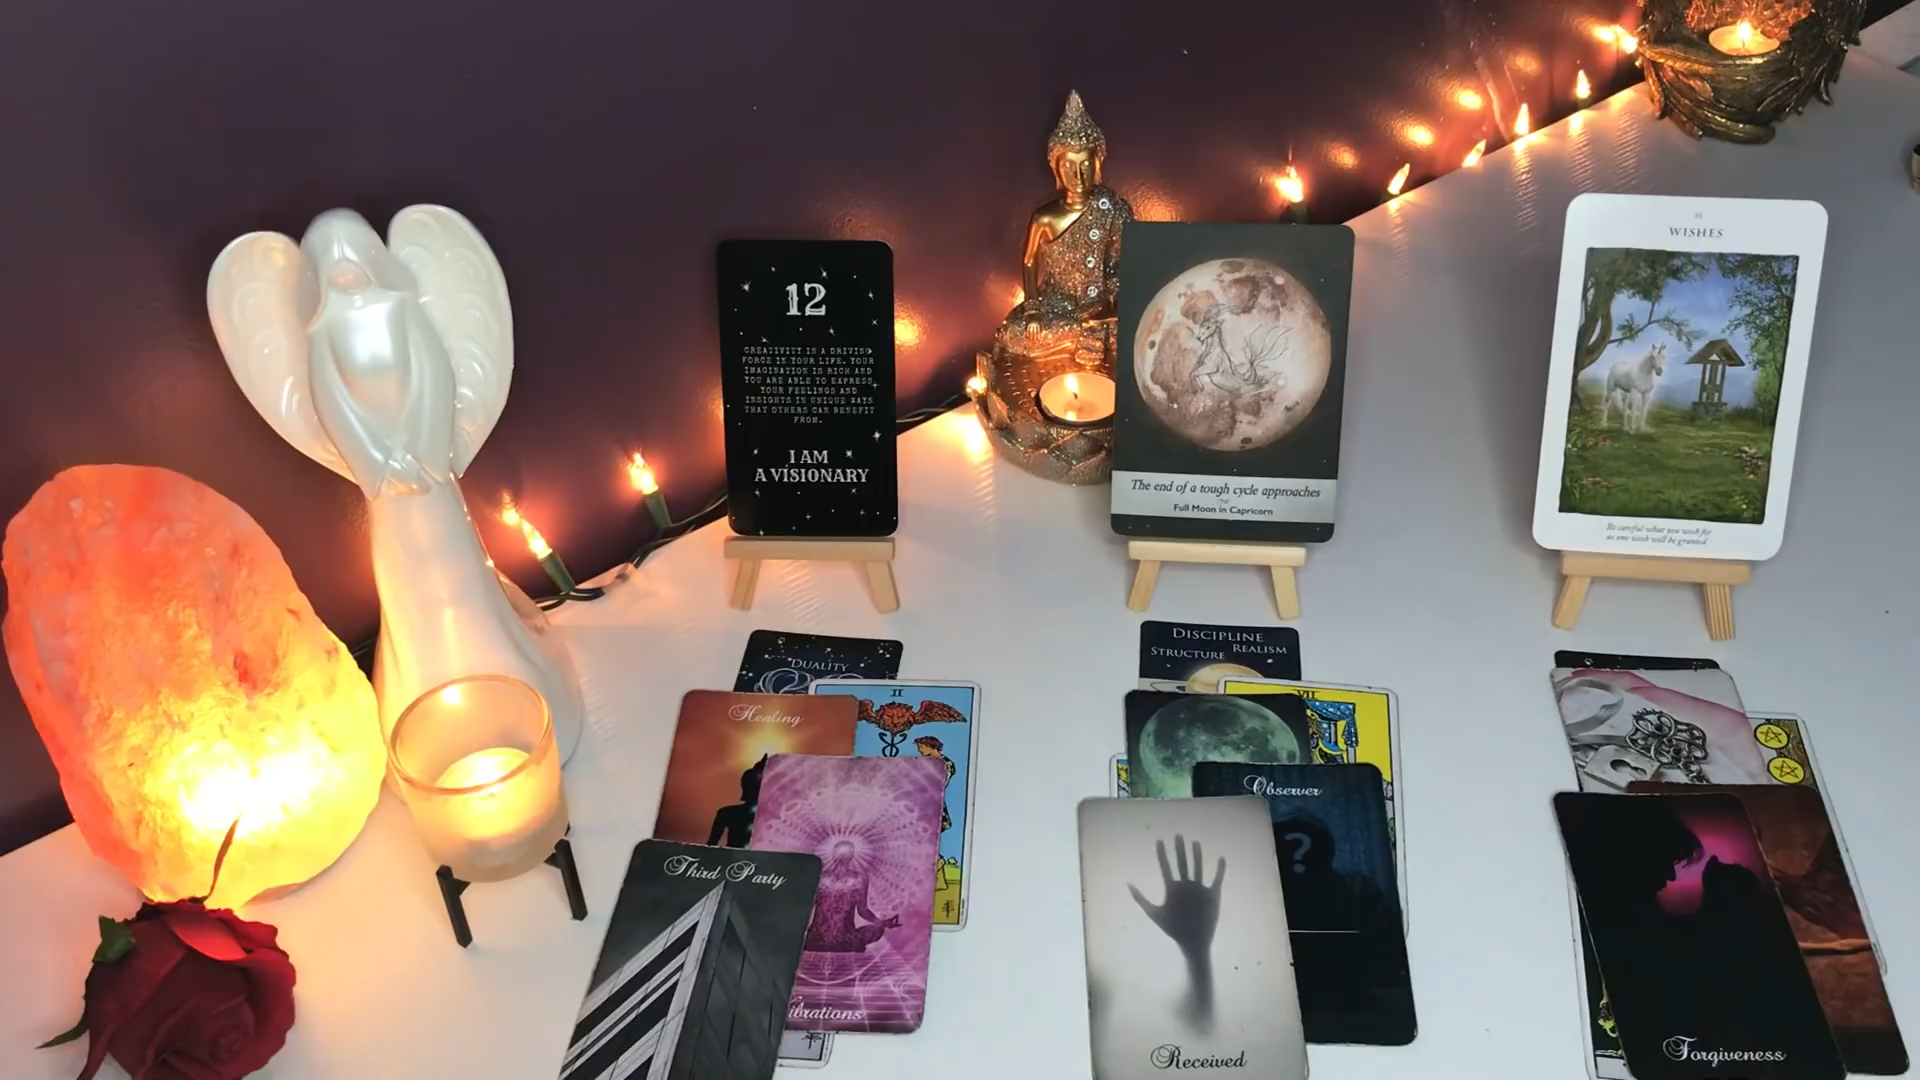 12
CREATIVITY IS A DRIVING
FORCE IN YOUR LIFE. YOUR
IMAGINATION IS RICH AND
YOU ARE ABLE TO EXPRESS
YOUR FEELINGS AND
INSIGHTS IN UNIQUE WAYS
THAT OTHERS CAN BENEFIT
FROM.
I AM
A VISIONARY
The end of a tough cycle approaches
Full Moon in Capricorn
WISHES
Be careful what you wish for
as one wish will be granted
DUALITY
Healing
II
Third Party
ibrations
DISCIPLINE
STRUCTURE REALISM
VII
Observer
?
Received
Forgiveness